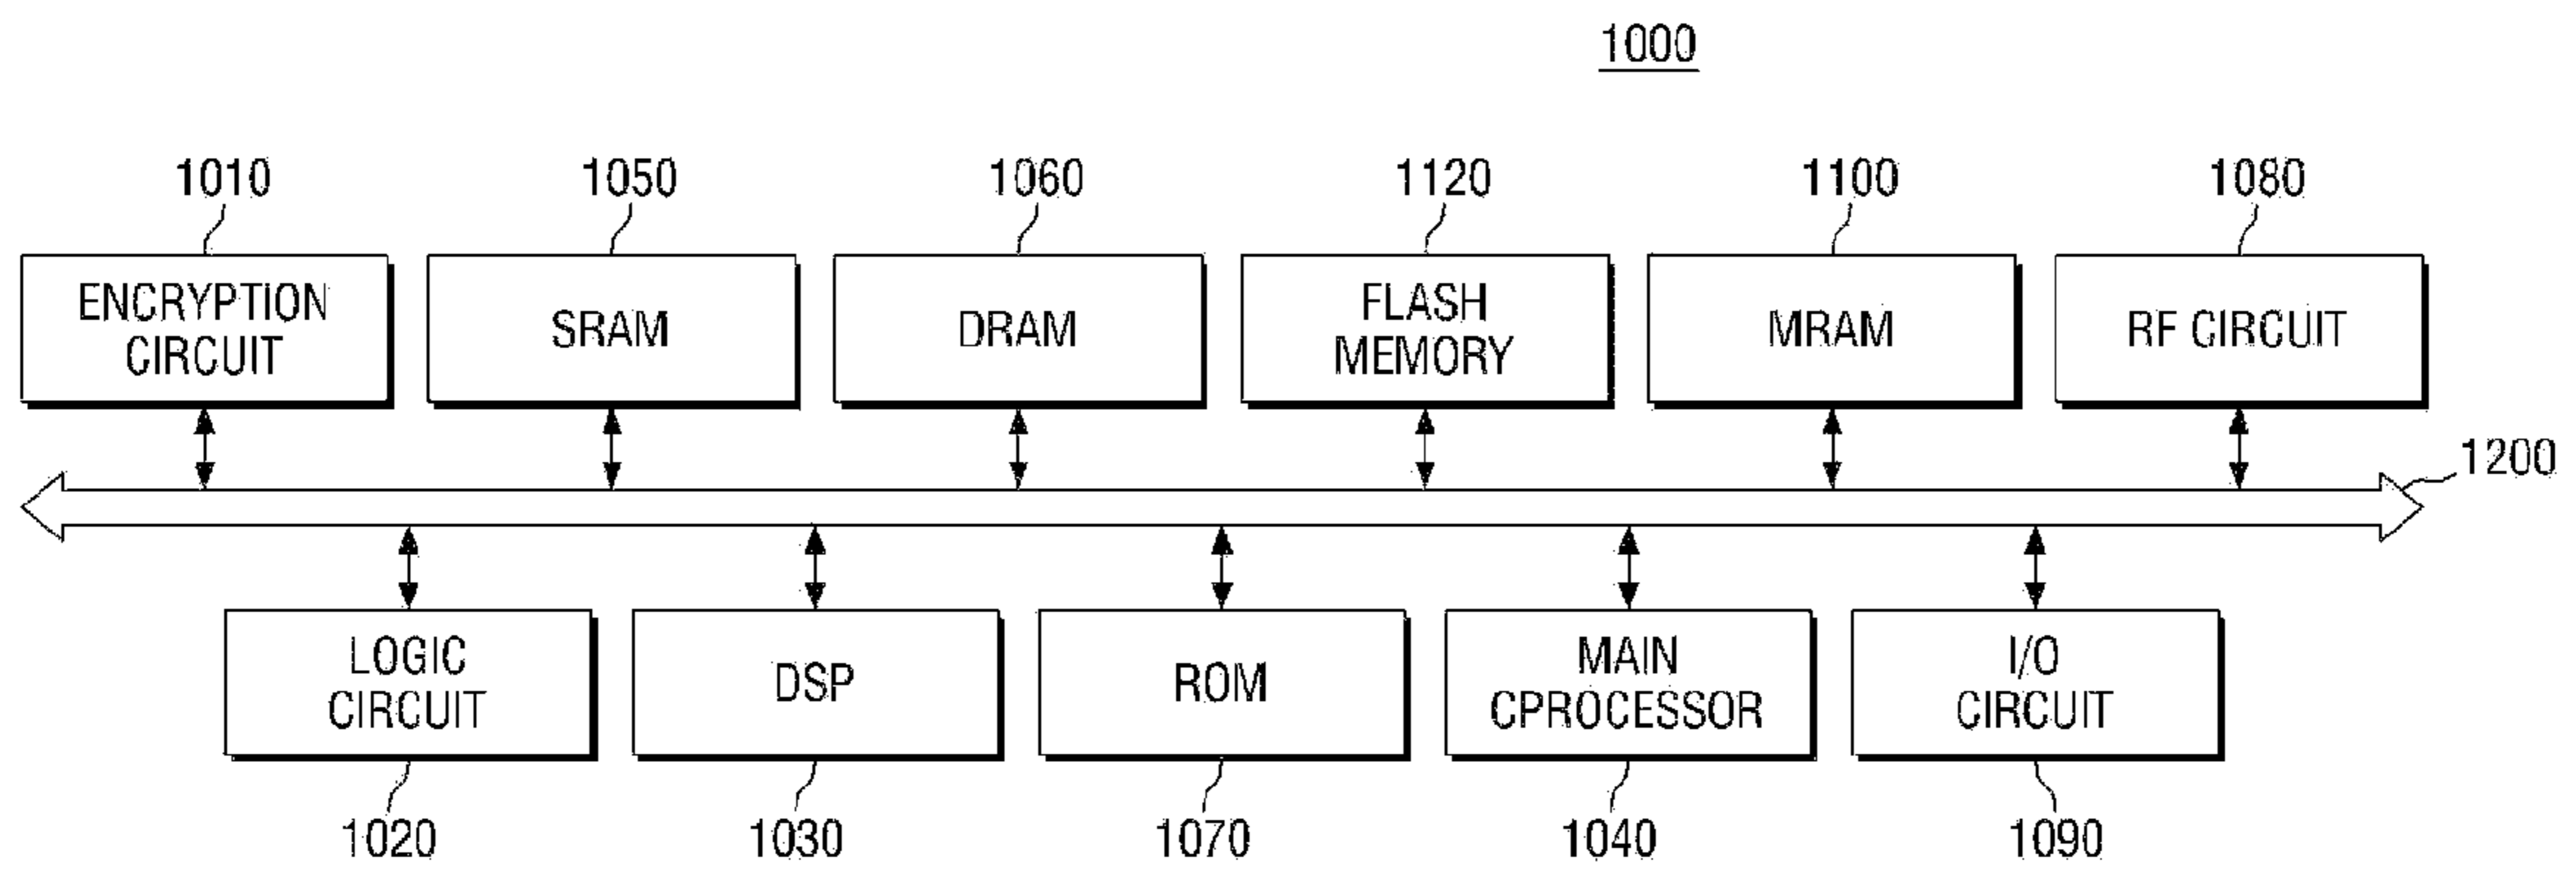 1000
1010 1050 1060 1120 1100 1080
ENCRYPTION
CIRCUIT
SRAM
DRAM
FLASH
MEMORY
MRAM
RF CIRCUIT
1200
LOGIC
CIRCUIT
DSP
ROM
MAIN
CPROCESSOR
I/O
CIRCUIT
1020 1030 1070 1040 1090